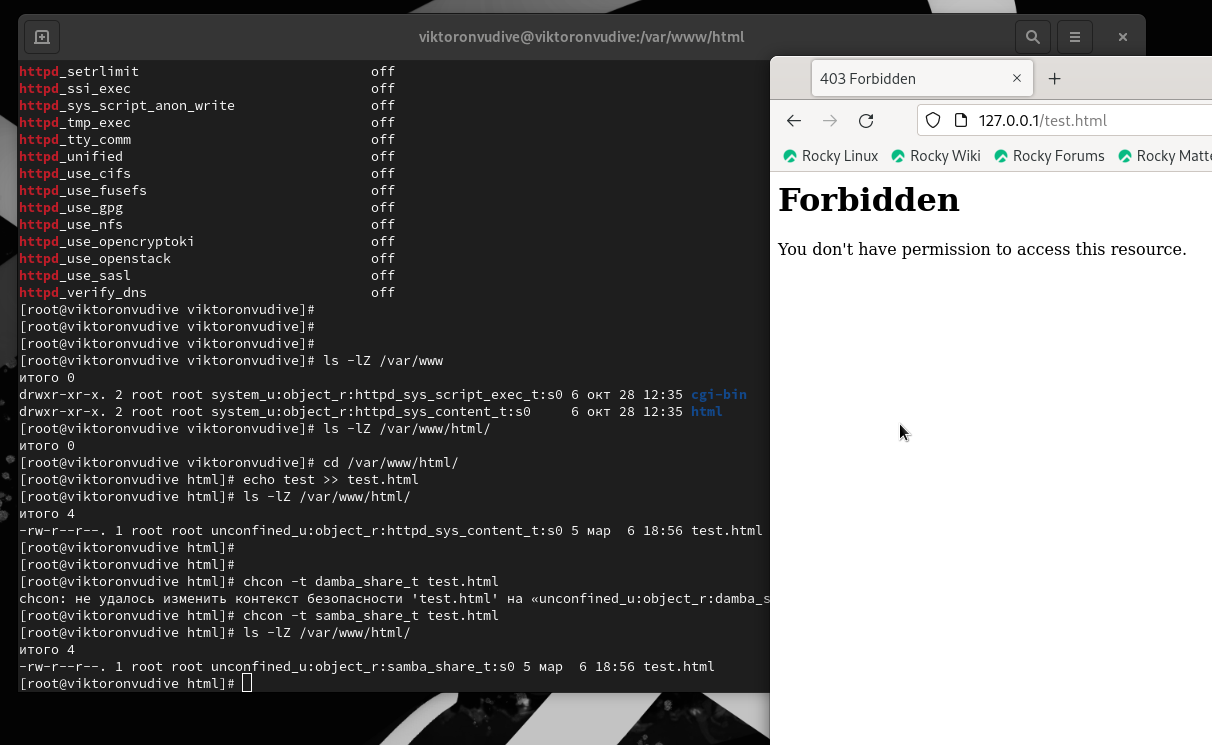 viktoronvudive@viktoronvudive:/var/www/html
httpd_setrlimit                             off
httpd_ssi_exec                              off
httpd_sys_script_anon_write                 off
httpd_tmp_exec                              off
httpd_tty_comm                              off
httpd_unified                               off
httpd_use_cifs                              off
httpd_use_fusefs                            off
httpd_use_gpg                               off
httpd_use_nfs                               off
httpd_use_opencryptoki                      off
httpd_use_openstack                         off
httpd_use_sasl                              off
httpd_verify_dns                            off
[root@viktoronvudive viktoronvudive]#
[root@viktoronvudive viktoronvudive]#
[root@viktoronvudive viktoronvudive]#
[root@viktoronvudive viktoronvudive]# ls -lZ /var/www
итого 0
drwxr-xr-x. 2 root root system_u:object_r:httpd_sys_script_exec_t:s0 6 окт 28 12:35 cgi-bin
drwxr-xr-x. 2 root root system_u:object_r:httpd_sys_content_t:s0     6 окт 28 12:35 html
[root@viktoronvudive viktoronvudive]# ls -lZ /var/www/html/
итого 0
[root@viktoronvudive viktoronvudive]# cd /var/www/html/
[root@viktoronvudive html]# echo test >> test.html
[root@viktoronvudive html]# ls -lZ /var/www/html/
итого 4
-rw-r--r--. 1 root root unconfined_u:object_r:httpd_sys_content_t:s0 5 мар  6 18:56 test.html
[root@viktoronvudive html]#
[root@viktoronvudive html]#
[root@viktoronvudive html]# chcon -t damba_share_t test.html
chcon: не удалось изменить контекст безопасности 'test.html' на «unconfined_u:object_r:damba_s
[root@viktoronvudive html]# chcon -t samba_share_t test.html
[root@viktoronvudive html]# ls -lZ /var/www/html/
итого 4
-rw-r--r--. 1 root root unconfined_u:object_r:samba_share_t:s0 5 мар  6 18:56 test.html
[root@viktoronvudive html]#
403 Forbidden
127.0.0.1/test.html
Rocky Linux Rocky Wiki Rocky Forums Rocky Matte
Forbidden
You don't have permission to access this resource.